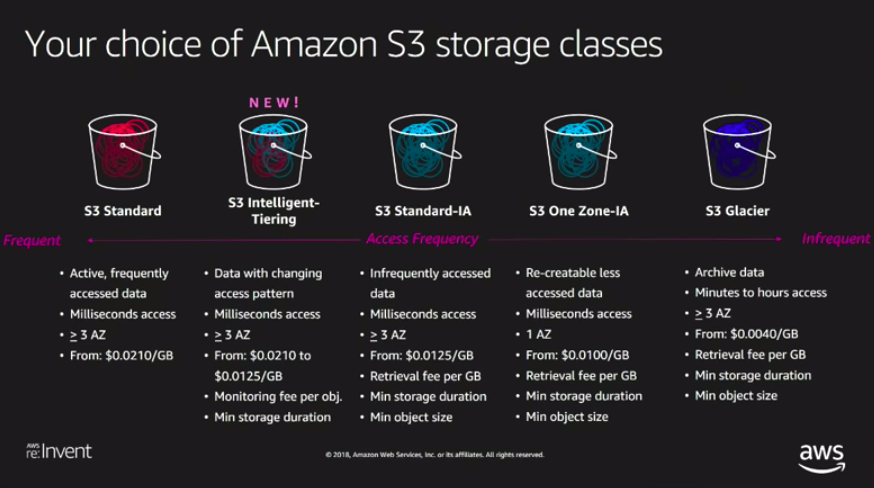 Your choice of Amazon S3 storage classes
NEW!
S3 Standard
S3 Intelligent-
Tiering
S3 Standard-IA
S3 One Zone-IA
S3 Glacier
Frequent
Access Frequency
Infrequent
• Active, frequently
accessed data
• Milliseconds access
• ≥ 3 AZ
• From: $0.0210/GB
• Data with changing
access pattern
• Milliseconds access
• ≥ 3 AZ
• From: $0.0210 to
$0.0125/GB
• Monitoring fee per obj.
• Min storage duration
• Infrequently accessed
data
• Milliseconds access
• ≥ 3 AZ
• From: $0.0125/GB
• Retrieval fee per GB
• Min storage duration
• Min object size
• Re-creatable less
accessed data
• Milliseconds access
• 1 AZ
• From: $0.0100/GB
• Retrieval fee per GB
• Min storage duration
• Min object size
• Archive data
• Minutes to hours access
• ≥ 3 AZ
• From: $0.0040/GB
• Retrieval fee per GB
• Min storage duration
• Min object size
AWS
re:Invent
© 2018, Amazon Web Services, Inc. or its affiliates. All rights reserved.
aws